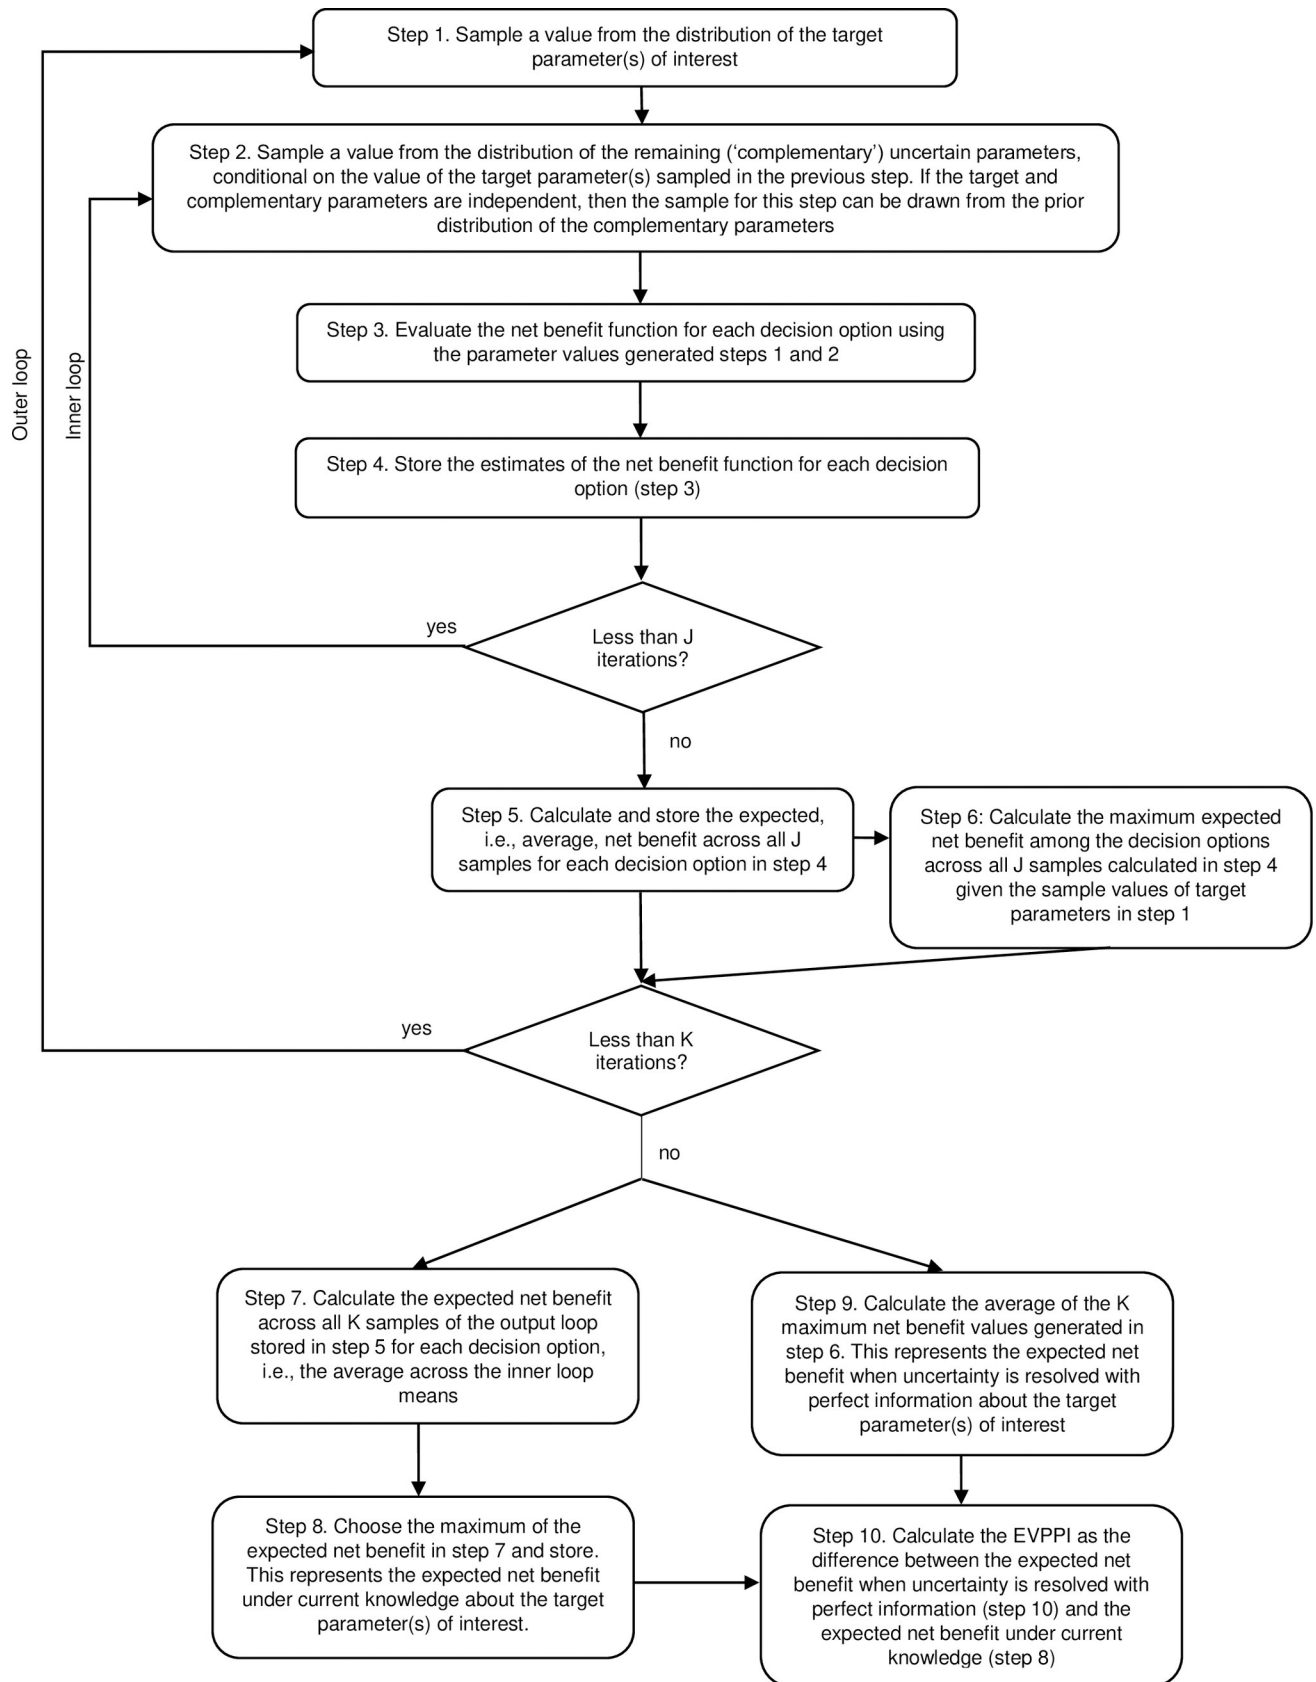 Step 1. Sample a value from the distribution of the target
parameter(s) of interest
Step 2. Sample a value from the distribution of the remaining (‘complementary’) uncertain parameters,
conditional on the value of the target parameter(s) sampled in the previous step. If the target and
complementary parameters are independent, then the sample for this step can be drawn from the prior
distribution of the complementary parameters
Step 3. Evaluate the net benefit function for each decision option using
the parameter values generated steps 1 and 2
Outer loop
Inner loop
Step 4. Store the estimates of the net benefit function for each decision
option (step 3)
yes
Less than J
iterations?
no
Step 5. Calculate and store the expected,
i.e., average, net benefit across all J
samples for each decision option in step 4
Step 6: Calculate the maximum expected
net benefit among the decision options
across all J samples calculated in step 4
given the sample values of target
parameters in step 1
yes
Less than K
iterations?
no
Step 7. Calculate the expected net benefit
across all K samples of the output loop
stored in step 5 for each decision option,
i.e., the average across the inner loop
means
Step 9. Calculate the average of the K
maximum net benefit values generated in
step 6. This represents the expected net
benefit when uncertainty is resolved with
perfect information about the target
parameter(s) of interest
Step 8. Choose the maximum of the
expected net benefit in step 7 and store.
This represents the expected net benefit
under current knowledge about the target
parameter(s) of interest.
Step 10. Calculate the EVPPI as the
difference between the expected net
benefit when uncertainty is resolved with
perfect information (step 10) and the
expected net benefit under current
knowledge (step 8)